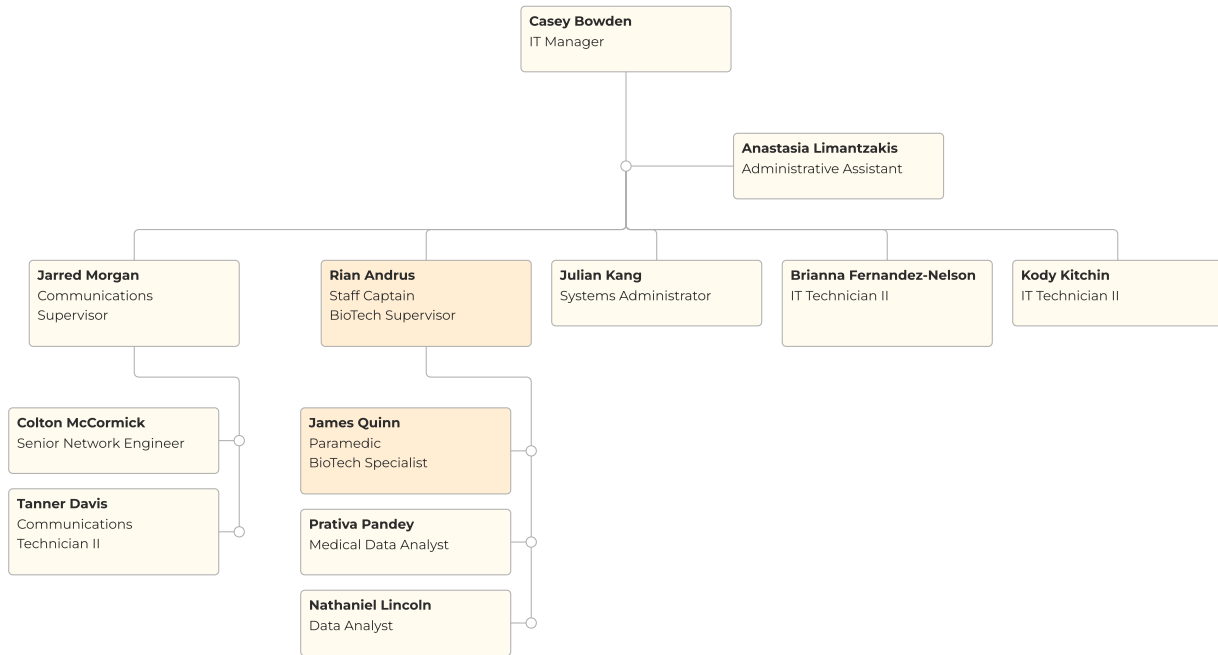 Casey Bowden
IT Manager
Anastasia Limantzakis
Administrative Assistant
Jarred Morgan
Communications
Supervisor
Rian Andrus
Staff Captain
BioTech Supervisor
Julian Kang
Systems Administrator
Brianna Fernandez-Nelson
IT Technician II
Kody Kitchin
IT Technician II
Colton McCormick
Senior Network Engineer
Tanner Davis
Communications
Technician II
James Quinn
Paramedic
BioTech Specialist
Prativa Pandey
Medical Data Analyst
Nathaniel Lincoln
Data Analyst